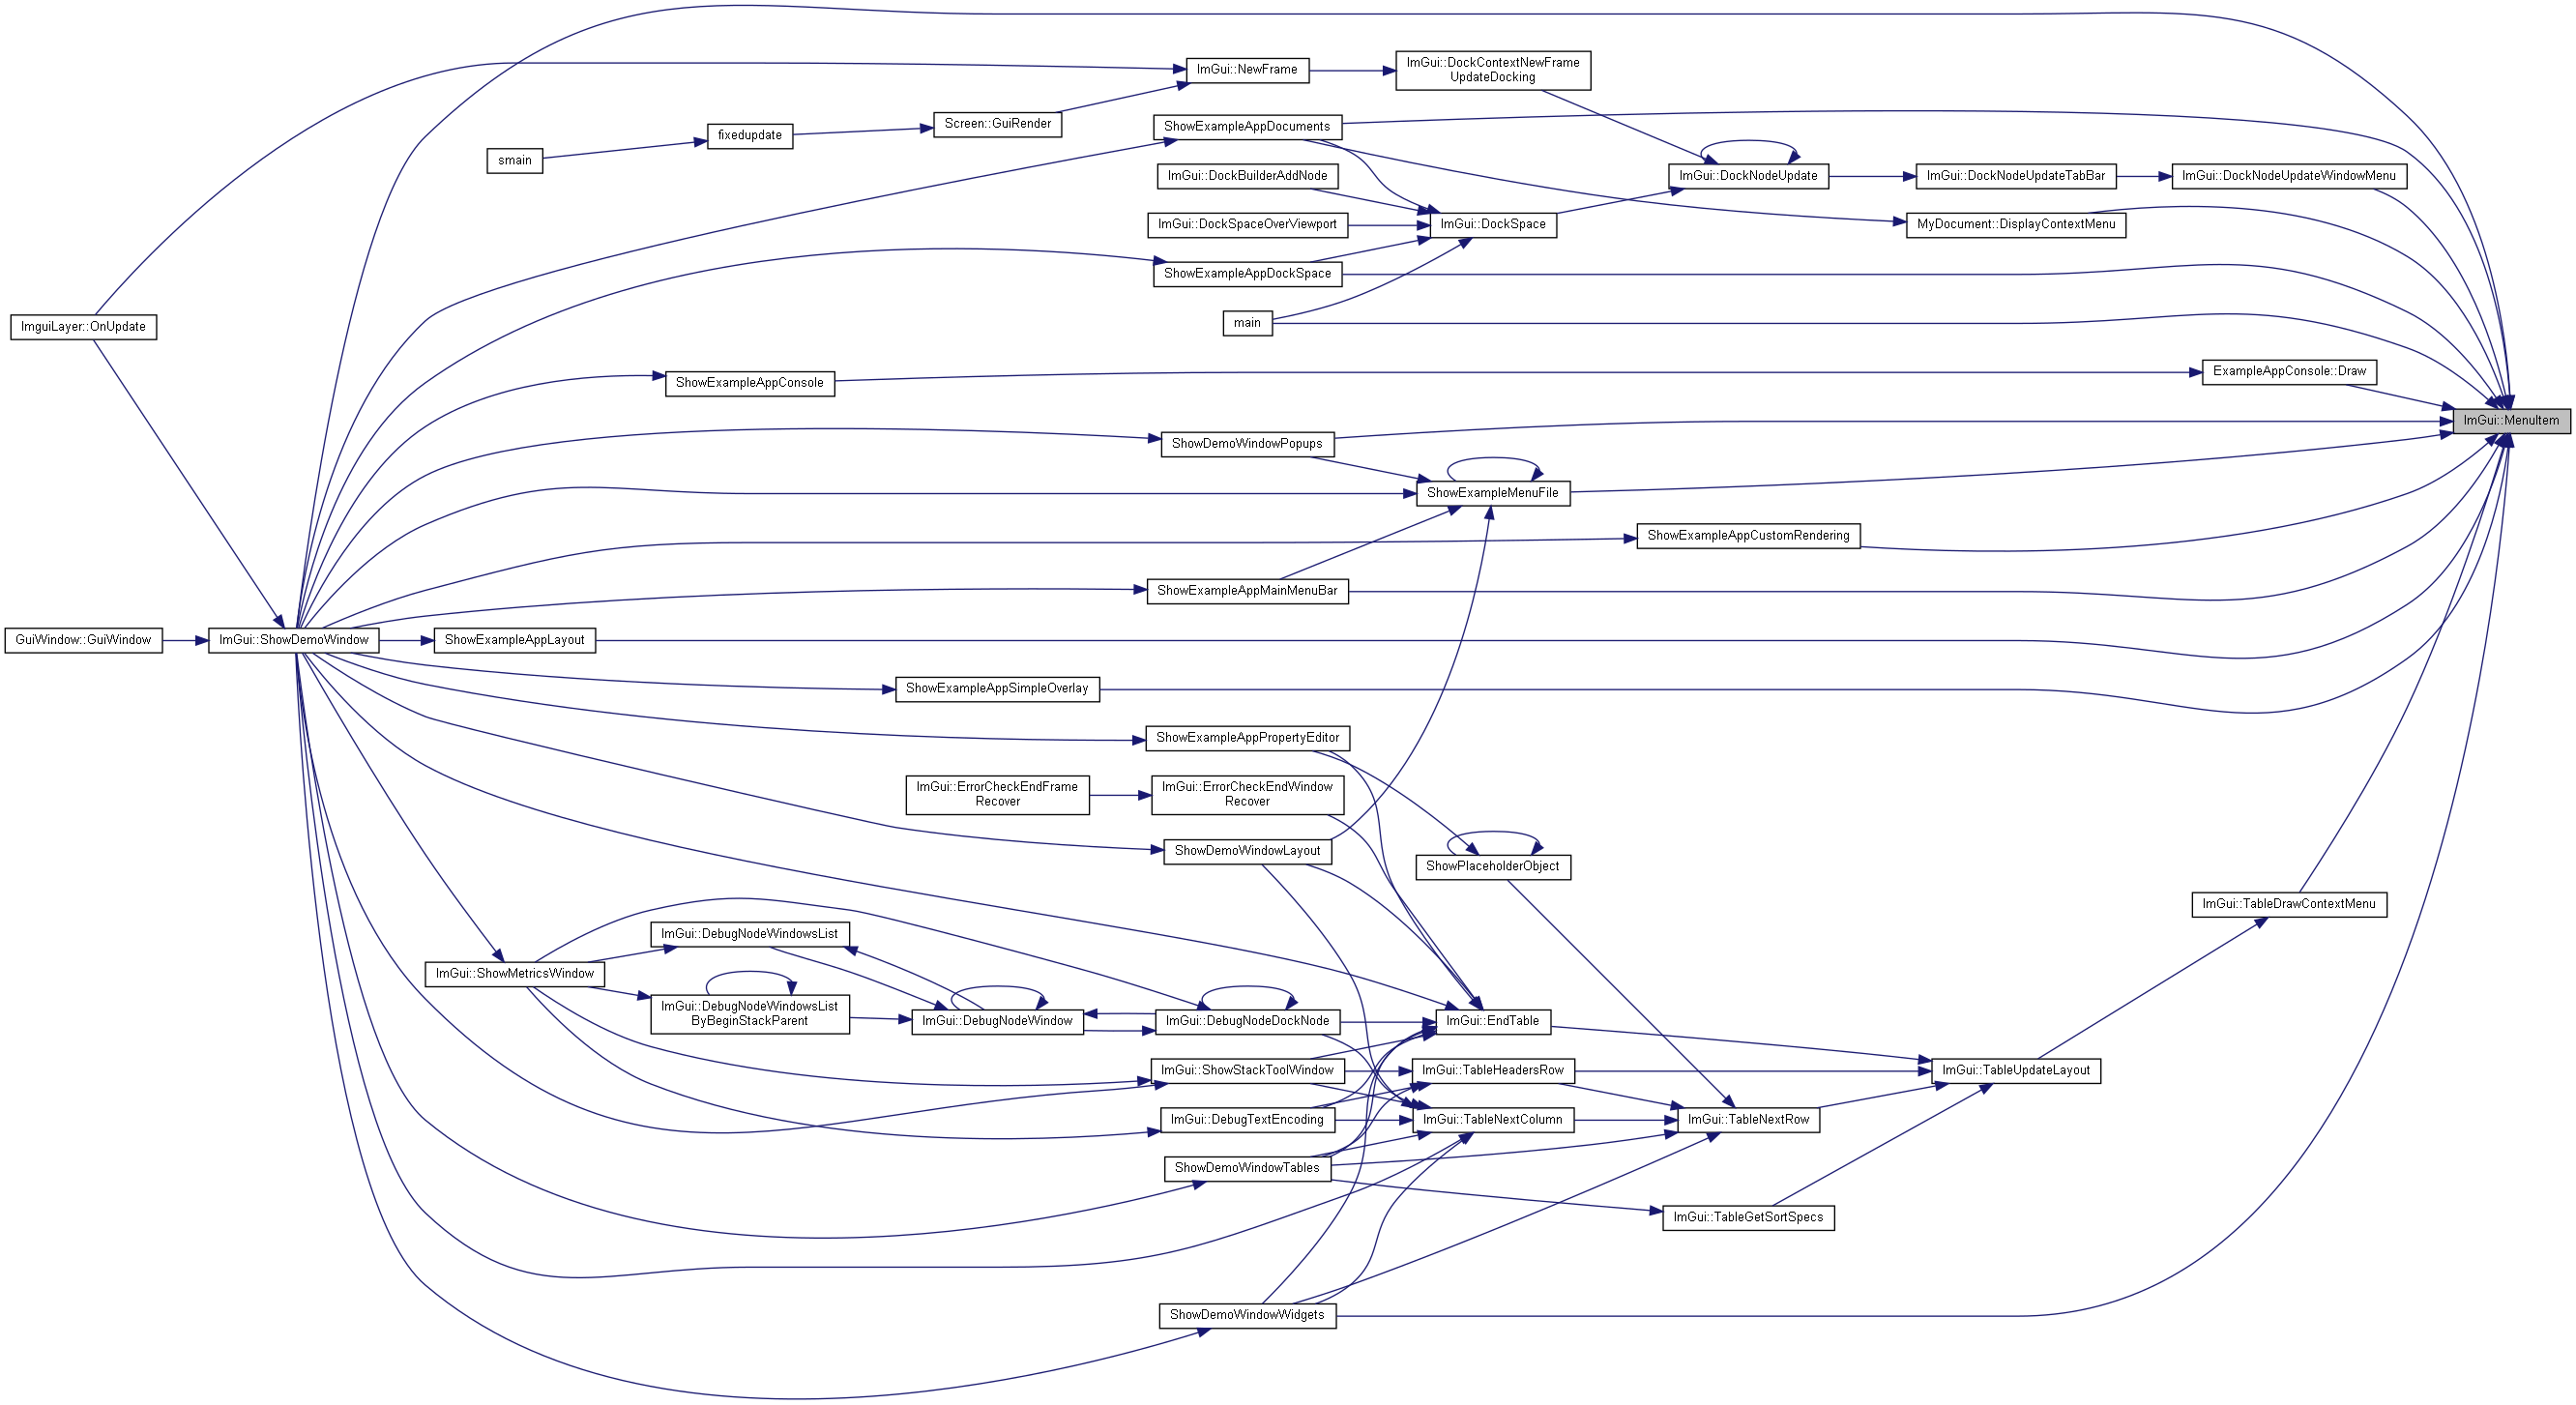 ImGui::NewFrame
ImGui::DockContextNewFrame
UpdateDocking
Screen::GuiRender
ShowExampleAppDocuments
fixedupdate
smain
ImGui::DockBuilderAddNode
ImGui::DockNodeUpdate
ImGui::DockNodeUpdateTabBar
ImGui::DockNodeUpdateWindowMenu
ImGui::DockSpaceOverViewport
ImGui::DockSpace
MyDocument::DisplayContextMenu
ShowExampleAppDockSpace
ImguiLayer::OnUpdate
main
ShowExampleAppConsole
ExampleAppConsole::Draw
ImGui::MenuItem
ShowDemoWindowPopups
ShowExampleMenuFile
ShowExampleAppCustomRendering
ShowExampleAppMainMenuBar
GuiWindow::GuiWindow
ImGui::ShowDemoWindow
ShowExampleAppLayout
ShowExampleAppSimpleOverlay
ShowExampleAppPropertyEditor
ImGui::ErrorCheckEndFrame
Recover
ImGui::ErrorCheckEndWindow
Recover
ShowDemoWindowLayout
ShowPlaceholderObject
ImGui::TableDrawContextMenu
ImGui::DebugNodeWindowsList
ImGui::ShowMetricsWindow
ImGui::DebugNodeWindowsList
ByBeginStackParent
ImGui::DebugNodeWindow
ImGui::DebugNodeDockNode
ImGui::EndTable
ImGui::ShowStackToolWindow
ImGui::TableHeadersRow
ImGui::TableUpdateLayout
ImGui::DebugTextEncoding
ImGui::TableNextColumn
ImGui::TableNextRow
ShowDemoWindowTables
ImGui::TableGetSortSpecs
ShowDemoWindowWidgets